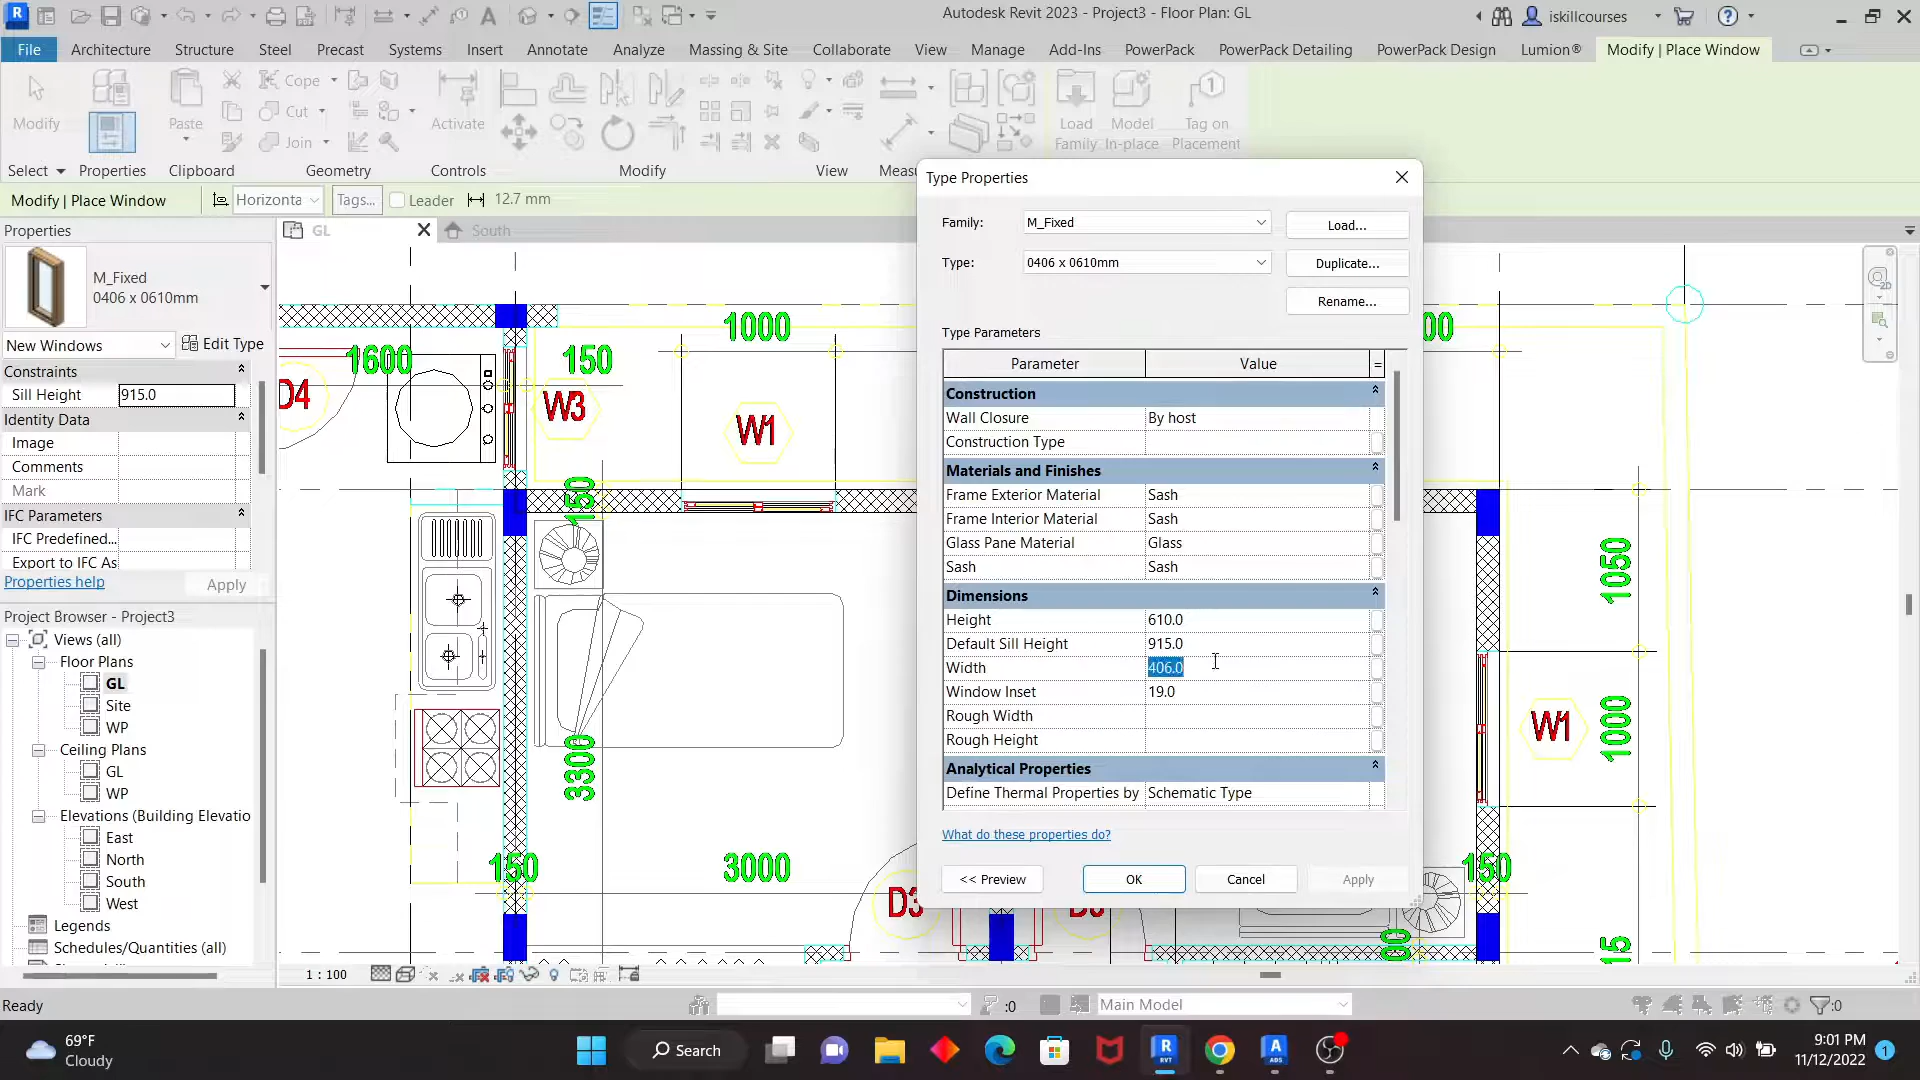 Autodesk Revit 2023 - Project3 - Floor Plan: GL
iskillcourses
File
Architecture
Structure
Steel
Precast
Systems
Insert
Annotate
Analyze
Massing & Site
Collaborate
View
Manage
Add-Ins
PowerPack
PowerPack Detailing
PowerPack Design
Lumion®
Modify | Place Window
Modify
Paste
Cope
Cut
Join
Activate
Load Family
Model In-place
Tag on Placement
Select
Properties
Clipboard
Geometry
Controls
Modify
View
Meas
Modify | Place Window
Horizonta
Tags...
Leader
12.7 mm
Properties
M_Fixed
0406 x 0610mm
New Windows
Edit Type
Constraints
Sill Height 915.0
Identity Data
Image
Comments
Mark
IFC Parameters
IFC Predefined...
Export to IFC As
Properties help
Apply
Project Browser - Project3
Views (all)
Floor Plans
GL
Site
WP
Ceiling Plans
GL
WP
Elevations (Building Elevatio
East
North
South
West
Legends
Schedules/Quantities (all)
GL
South
1600
150
1000
00
D4
W3
W1
150
3300
150
3000
D3
1050
1000
W1
150
15
Type Properties
Family: M_Fixed
Load...
Type: 0406 x 0610mm
Duplicate...
Rename...
Type Parameters
Parameter Value =
Construction
Wall Closure By host
Construction Type
Materials and Finishes
Frame Exterior Material Sash
Frame Interior Material Sash
Glass Pane Material Glass
Sash Sash
Dimensions
Height 610.0
Default Sill Height 915.0
Width 406.0
Window Inset 19.0
Rough Width
Rough Height
Analytical Properties
Define Thermal Properties by Schematic Type
What do these properties do?
<< Preview
OK
Cancel
Apply
1 : 100
Ready
:0
Main Model
:0
69°F
Cloudy
Search
9:01 PM
11/12/2022
1